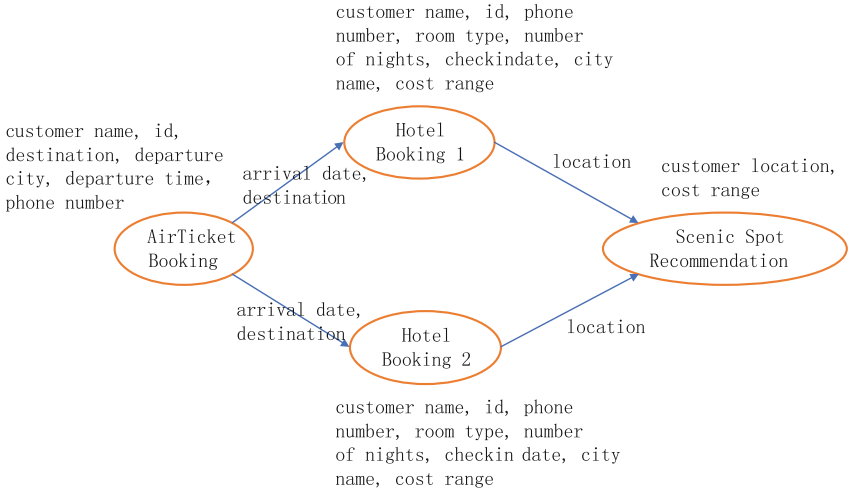 customer name, id, phone
number, room type, number
of nights, checkindate, city
name, cost range
customer name, id,
destination, departure
city, departure time,
phone number
Hotel
Booking 1
arrival date,
destination
location
customer location,
cost range
AirTicket
Booking
Scenic Spot
Recommendation
arrival date,
destination
Hotel
Booking 2
location
customer name, id, phone
number, room type, number
of nights, checkin date, city
name, cost range